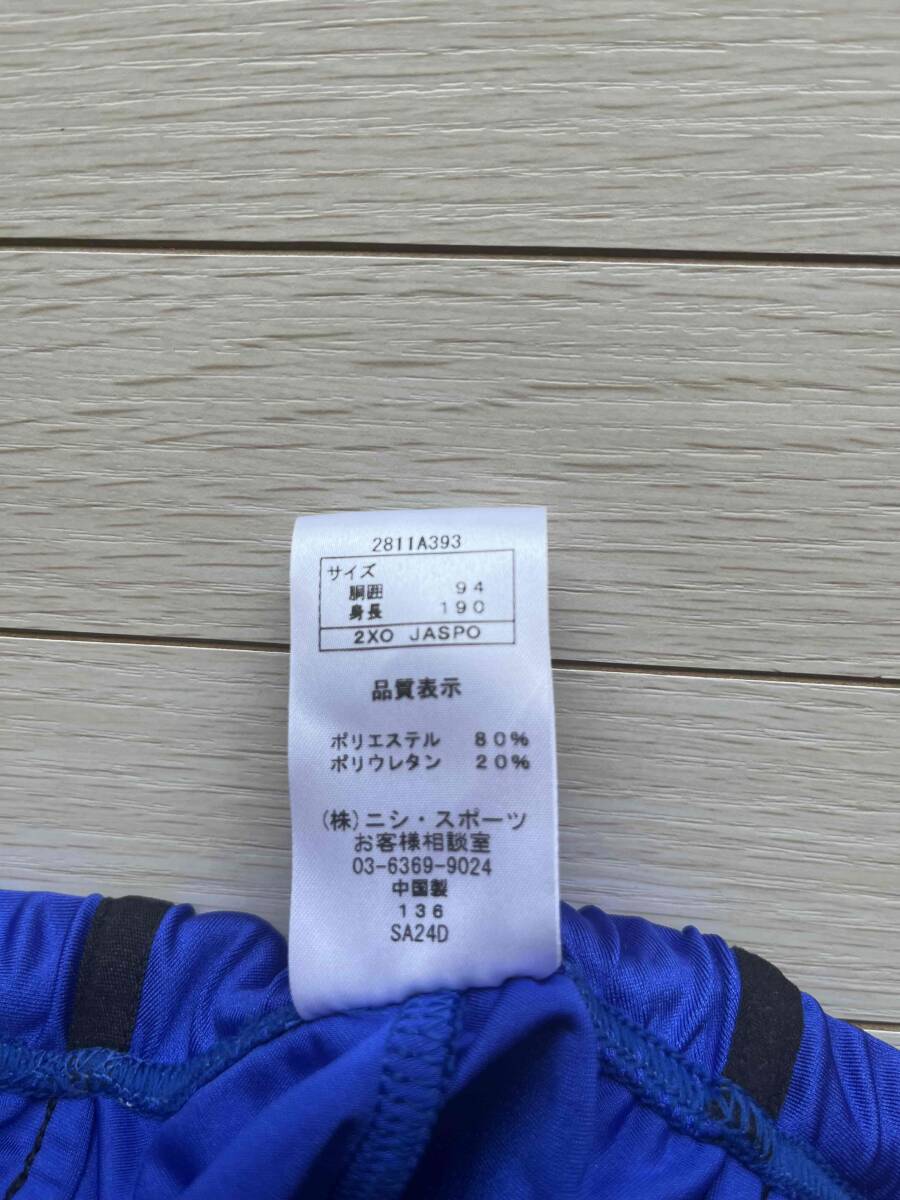 2811A393
サイズ
胴囲 94
身長 190
2XO JASPO
品質表示
ポリエステル 80%
ポリウレタン 20%
(株)ニシ・スポーツ
お客様相談室
03-6369-9024
中国製
136
SA24D